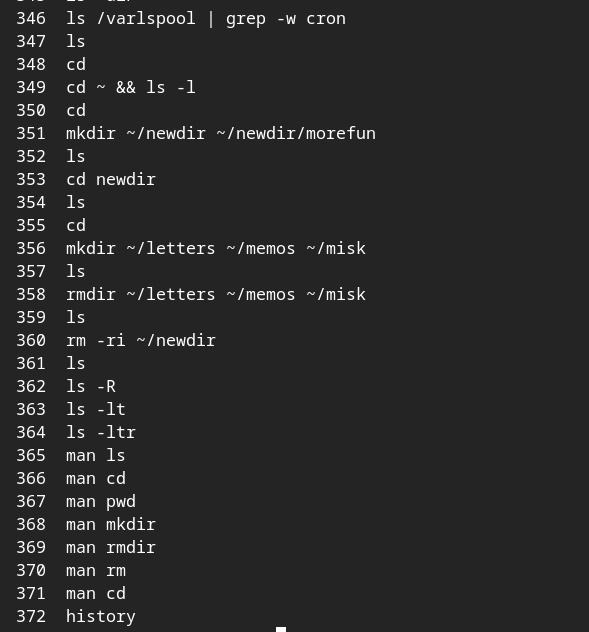 346  ls /varlspool | grep -w cron
347  ls
348  cd
349  cd ~ && ls -l
350  cd
351  mkdir ~/newdir ~/newdir/morefun
352  ls
353  cd newdir
354  ls
355  cd
356  mkdir ~/letters ~/memos ~/misk
357  ls
358  rmdir ~/letters ~/memos ~/misk
359  ls
360  rm -ri ~/newdir
361  ls
362  ls -R
363  ls -lt
364  ls -ltr
365  man ls
366  man cd
367  man pwd
368  man mkdir
369  man rmdir
370  man rm
371  man cd
372  history